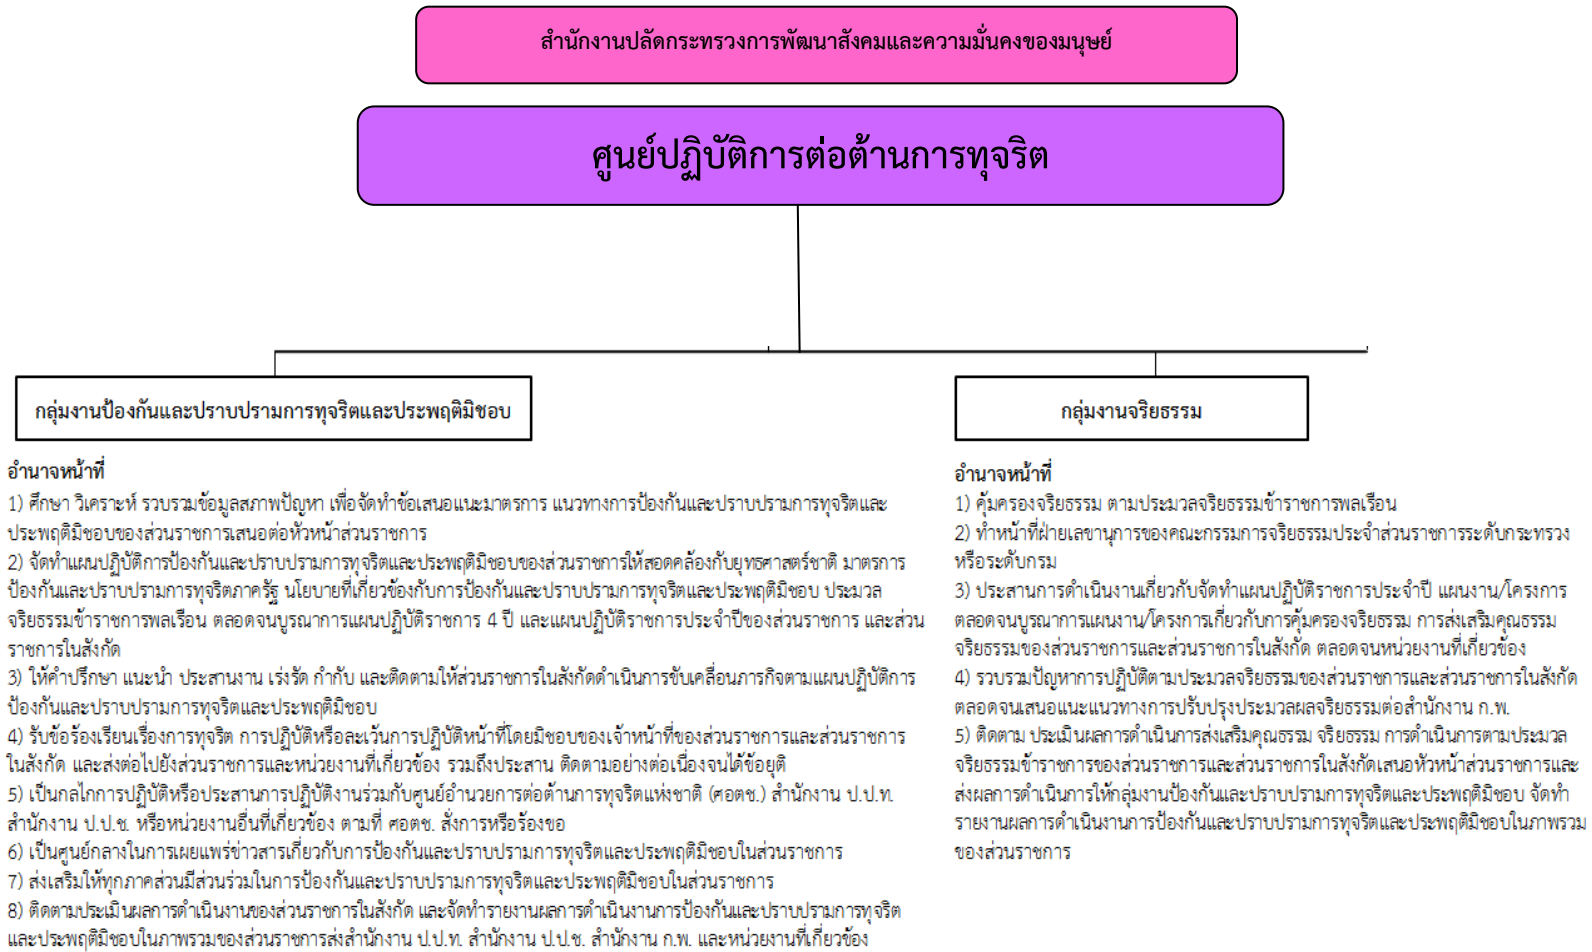 สำนักงานปลัดกระทรวงการพัฒนาสังคมและความมั่นคงของมนุษย์
ศูนย์ปฏิบัติการต่อต้านการทุจริต
กลุ่มงานป้องกันและปราบปรามการทุจริตและประพฤติมิชอบ
อำนาจหน้าที่
1) ศึกษา วิเคราะห์ รวบรวมข้อมูลสภาพปัญหา เพื่อจัดทำข้อเสนอแนะมาตรการ แนวทางการป้องกันและปราบปรามการทุจริตและ
ประพฤติมิชอบของส่วนราชการเสนอต่อหัวหน้าส่วนราชการ
2) จัดทำแผนปฏิบัติการป้องกันและปราบปรามการทุจริตและประพฤติมิชอบของส่วนราชการให้สอดคล้องกับยุทธศาสตร์ชาติ มาตรการ
ป้องกันและปราบปรามการทุจริตภาครัฐ นโยบายที่เกี่ยวข้องกับการป้องกันและปราบปรามการทุจริตและประพฤติมิชอบ ประมวล
จริยธรรมข้าราชการพลเรือน ตลอดจนบูรณาการแผนปฏิบัติราชการ 4 ปี และแผนปฏิบัติราชการประจำปีของส่วนราชการ และส่วน
ราชการในสังกัด
3) ให้คำปรึกษา แนะนำ ประสานงาน เร่งรัด กำกับ และติดตามให้ส่วนราชการในสังกัดดำเนินการขับเคลื่อนภารกิจตามแผนปฏิบัติการ
ป้องกันและปราบปรามการทุจริตและประพฤติมิชอบ
4) รับข้อร้องเรียนเรื่องการทุจริต การปฏิบัติหรือละเว้นการปฏิบัติหน้าที่โดยมิชอบของเจ้าหน้าที่ของส่วนราชการและส่วนราชการ
ในสังกัด และส่งต่อไปยังส่วนราชการและหน่วยงานที่เกี่ยวข้อง รวมถึงประสาน ติดตามอย่างต่อเนื่องจนได้ข้อยุติ
5) เป็นกลไกการปฏิบัติหรือประสานการปฏิบัติงานร่วมกับศูนย์อำนวยการต่อต้านการทุจริตแห่งชาติ (ศอตช.) สำนักงาน ป.ป.ท.
สำนักงาน ป.ป.ช. หรือหน่วยงานอื่นที่เกี่ยวข้อง ตามที่ ศอตช. สั่งการหรือร้องขอ
6) เป็นศูนย์กลางในการเผยแพร่ข่าวสารเกี่ยวกับการป้องกันและปราบปรามการทุจริตและประพฤติมิชอบในส่วนราชการ
7) ส่งเสริมให้ทุกภาคส่วนมีส่วนร่วมในการป้องกันและปราบปรามการทุจริตและประพฤติมิชอบในส่วนราชการ
8) ติดตามประเมินผลการดำเนินงานของส่วนราชการในสังกัด และจัดทำรายงานผลการดำเนินงานการป้องกันและปราบปรามการทุจริต
และประพฤติมิชอบในภาพรวมของส่วนราชการส่งสำนักงาน ป.ป.ท. สำนักงาน ป.ป.ช. สำนักงาน ก.พ. และหน่วยงานที่เกี่ยวข้อง
กลุ่มงานจริยธรรม
อำนาจหน้าที่
1) คุ้มครองจริยธรรม ตามประมวลจริยธรรมข้าราชการพลเรือน
2) ทำหน้าที่ฝ่ายเลขานุการของคณะกรรมการจริยธรรมประจำส่วนราชการระดับกระทรวง
หรือระดับกรม
3) ประสานการดำเนินงานเกี่ยวกับจัดทำแผนปฏิบัติราชการประจำปี แผนงาน/โครงการ
ตลอดจนบูรณาการแผนงาน/โครงการเกี่ยวกับการคุ้มครองจริยธรรม การส่งเสริมคุณธรรม
จริยธรรมของส่วนราชการและส่วนราชการในสังกัด ตลอดจนหน่วยงานที่เกี่ยวข้อง
4) รวบรวมปัญหาการปฏิบัติตามประมวลจริยธรรมของส่วนราชการและส่วนราชการในสังกัด
ตลอดจนเสนอแนะแนวทางการปรับปรุงประมวลผลจริยธรรมต่อสำนักงาน ก.พ.
5) ติดตาม ประเมินผลการดำเนินการส่งเสริมคุณธรรม จริยธรรม การดำเนินการตามประมวล
จริยธรรมข้าราชการของส่วนราชการและส่วนราชการในสังกัดเสนอหัวหน้าส่วนราชการและ
ส่งผลการดำเนินการให้กลุ่มงานป้องกันและปราบปรามการทุจริตและประพฤติมิชอบ จัดทำ
รายงานผลการดำเนินงานการป้องกันและปราบปรามการทุจริตและประพฤติมิชอบในภาพรวม
ของส่วนราชการ